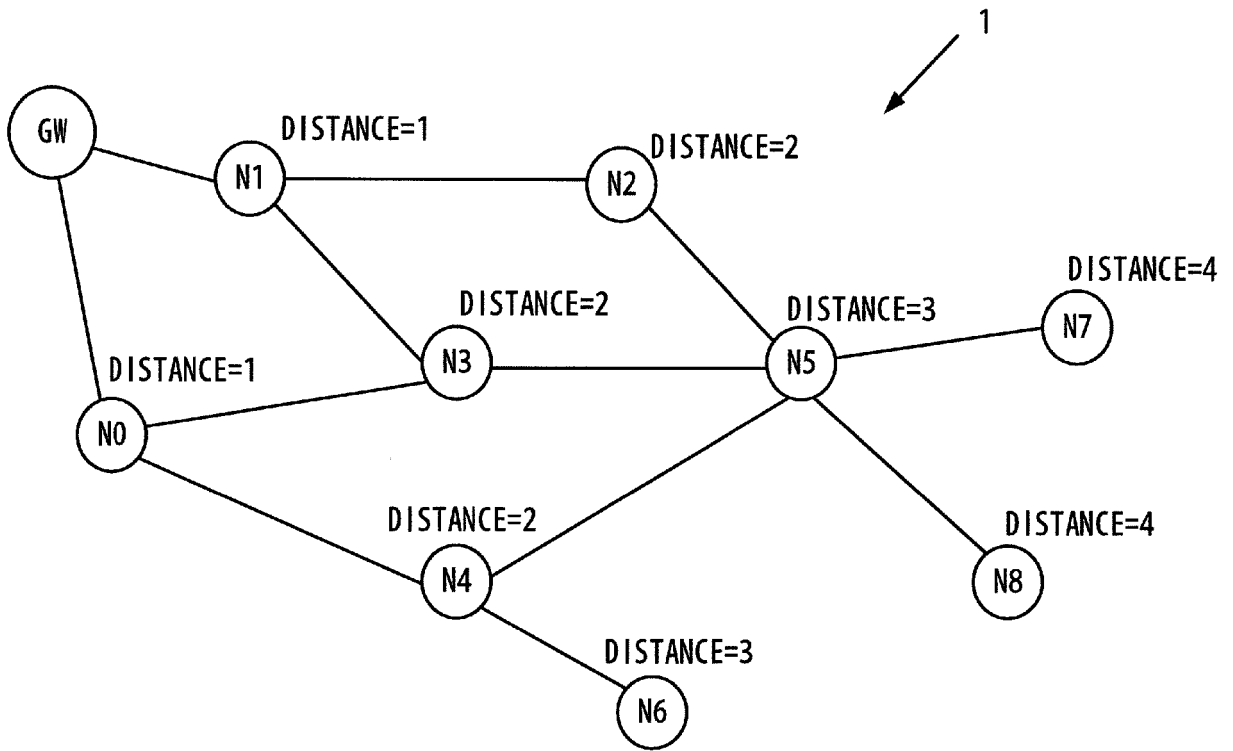 1
GW
DISTANCE=1
N1
DISTANCE=2
N2
DISTANCE=4
N7
DISTANCE=2
N3
DISTANCE=3
N5
DISTANCE=1
N0
DISTANCE=2
N4
DISTANCE=4
N8
DISTANCE=3
N6